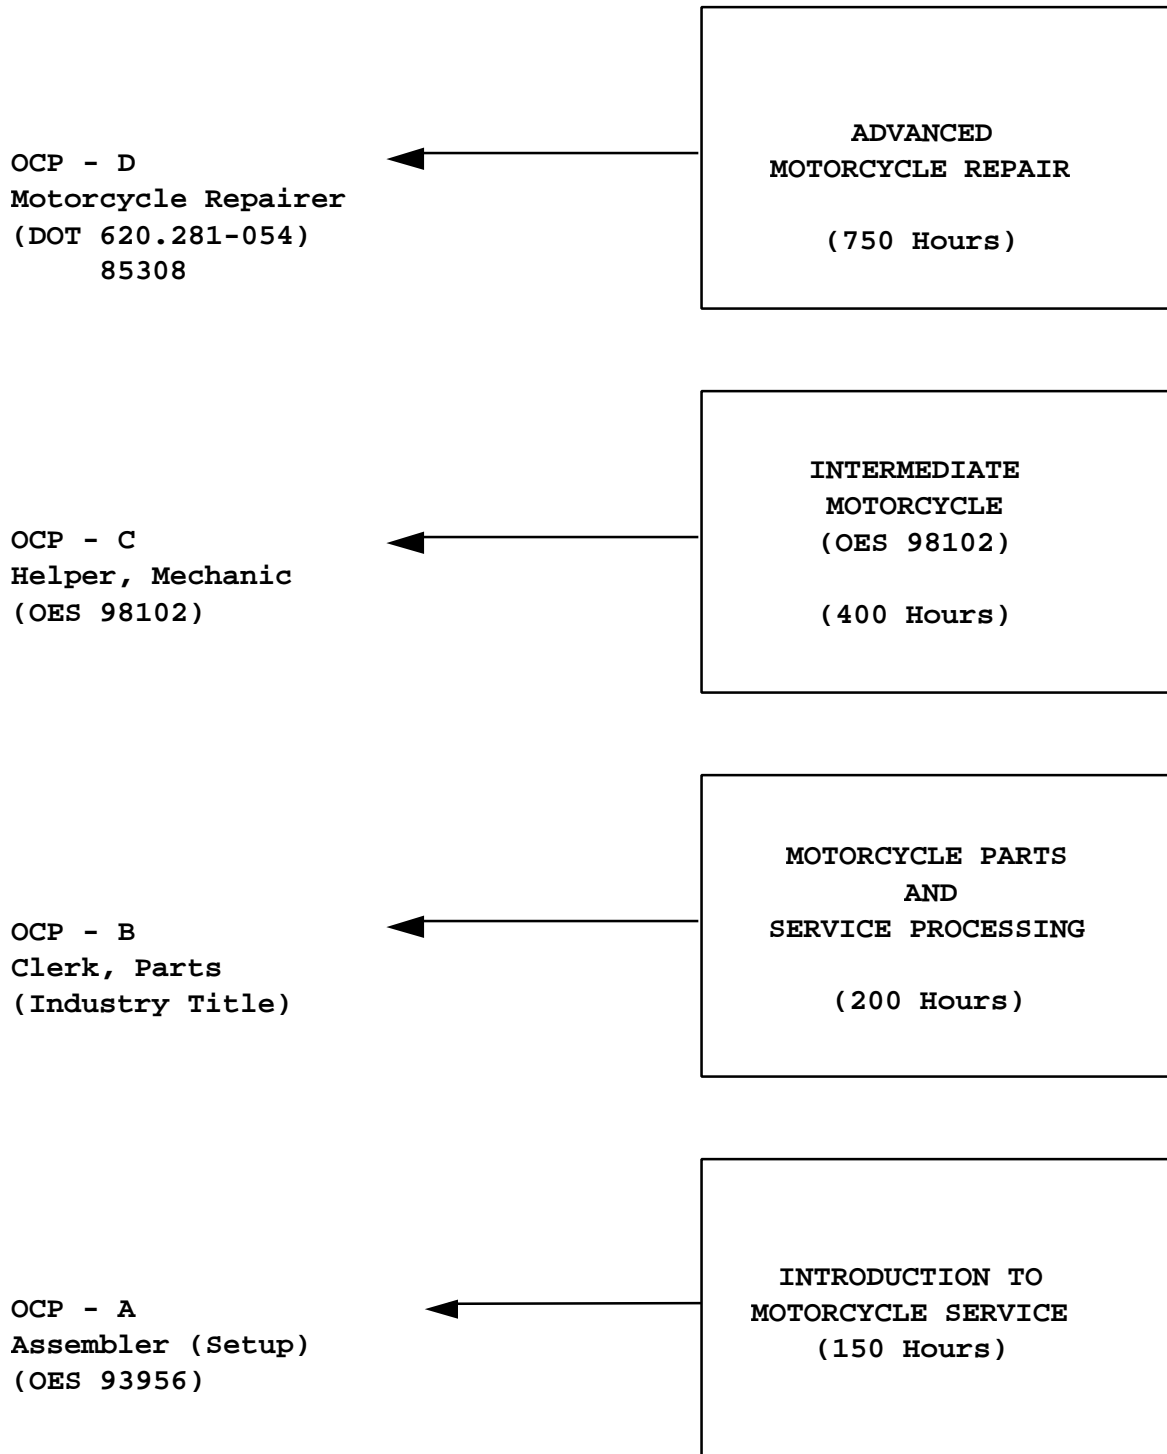 ADVANCED
MOTORCYCLE REPAIR
(750 Hours)
OCP - D
Motorcycle Repairer
(DOT 620.281-054)
85308
INTERMEDIATE
MOTORCYCLE
(OES 98102)
(400 Hours)
OCP - C
Helper, Mechanic
(OES 98102)
MOTORCYCLE PARTS
AND
SERVICE PROCESSING
(200 Hours)
OCP - B
Clerk, Parts
(Industry Title)
INTRODUCTION TO
MOTORCYCLE SERVICE
(150 Hours)
OCP - A
Assembler (Setup)
(OES 93956)